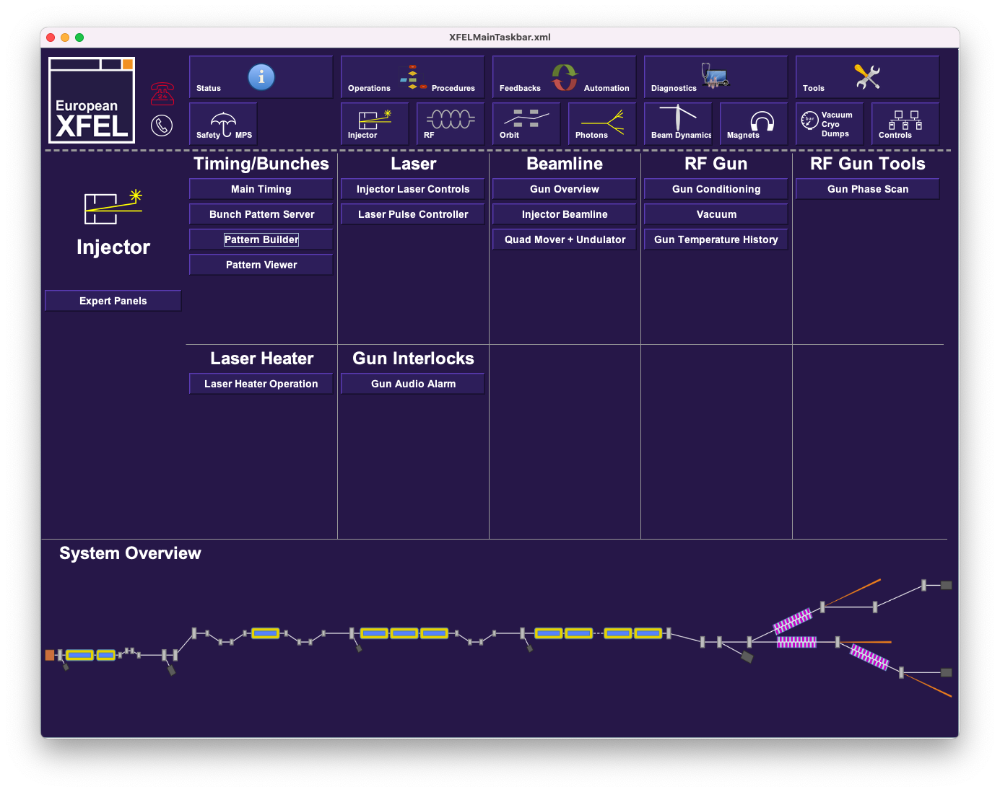 XFELMainTaskbar.xml
European
XFEL
Status
Operations Procedures
Feedbacks Automation
Diagnostics
Tools
Safety MPS
Injector
RF
Orbit
Photons
Beam Dynamics
Magnets
bar
Vacuum
Cryo
Dumps
Controls
Injector
Expert Panels
Timing/Bunches
Main Timing
Bunch Pattern Server
Pattern Builder
Pattern Viewer
Laser
Injector Laser Controls
Laser Pulse Controller
Beamline
Gun Overview
Injector Beamline
Quad Mover + Undulator
RF Gun
Gun Conditioning
Vacuum
Gun Temperature History
RF Gun Tools
Gun Phase Scan
Laser Heater
Laser Heater Operation
Gun Interlocks
Gun Audio Alarm
System Overview